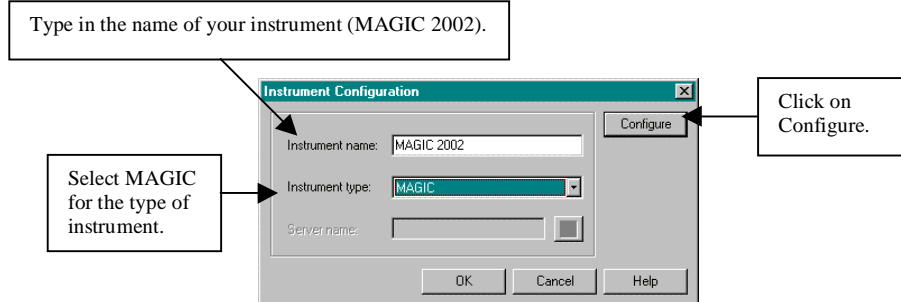 Type in the name of your instrument (MAGIC 2002).
Instrument Configuration
Configure
Click on
Configure.
Instrument name: MAGIC 2002
Select MAGIC
for the type of
instrument.
Instrument type: MAGIC
Server name:
OK Cancel Help